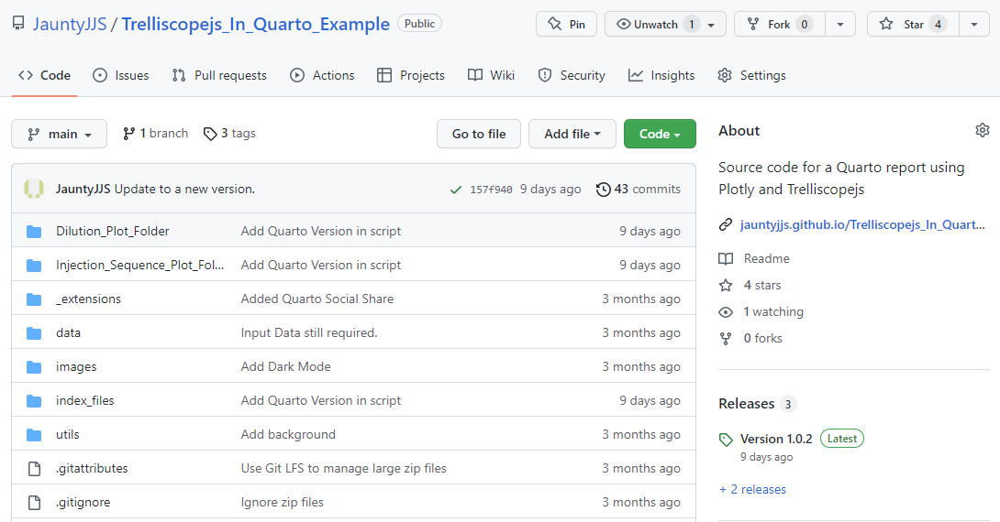 JauntyJJS / Trelliscopejs_In_Quarto_Example Public
Pin
Unwatch 1
Fork 0
Star 4
Code
Issues
Pull requests
Actions
Projects
Wiki
Security
Insights
Settings
main
1 branch
3 tags
Go to file
Add file
Code
JauntyJJS Update to a new version. 157f940 9 days ago 43 commits
Dilution_Plot_Folder Add Quarto Version in script 9 days ago
Injection_Sequence_Plot_Fol... Add Quarto Version in script 9 days ago
_extensions Added Quarto Social Share 3 months ago
data Input Data still required. 3 months ago
images Add Dark Mode 3 months ago
index_files Add Quarto Version in script 9 days ago
utils Add background 3 months ago
.gitattributes Use Git LFS to manage large zip files 3 months ago
.gitignore Ignore zip files 3 months ago
About
Source code for a Quarto report using
Plotly and Trelliscopejs
jauntyjjs.github.io/Trelliscopejs_In_Quart...
Readme
4 stars
1 watching
0 forks
Releases 3
Version 1.0.2 Latest
9 days ago
+ 2 releases